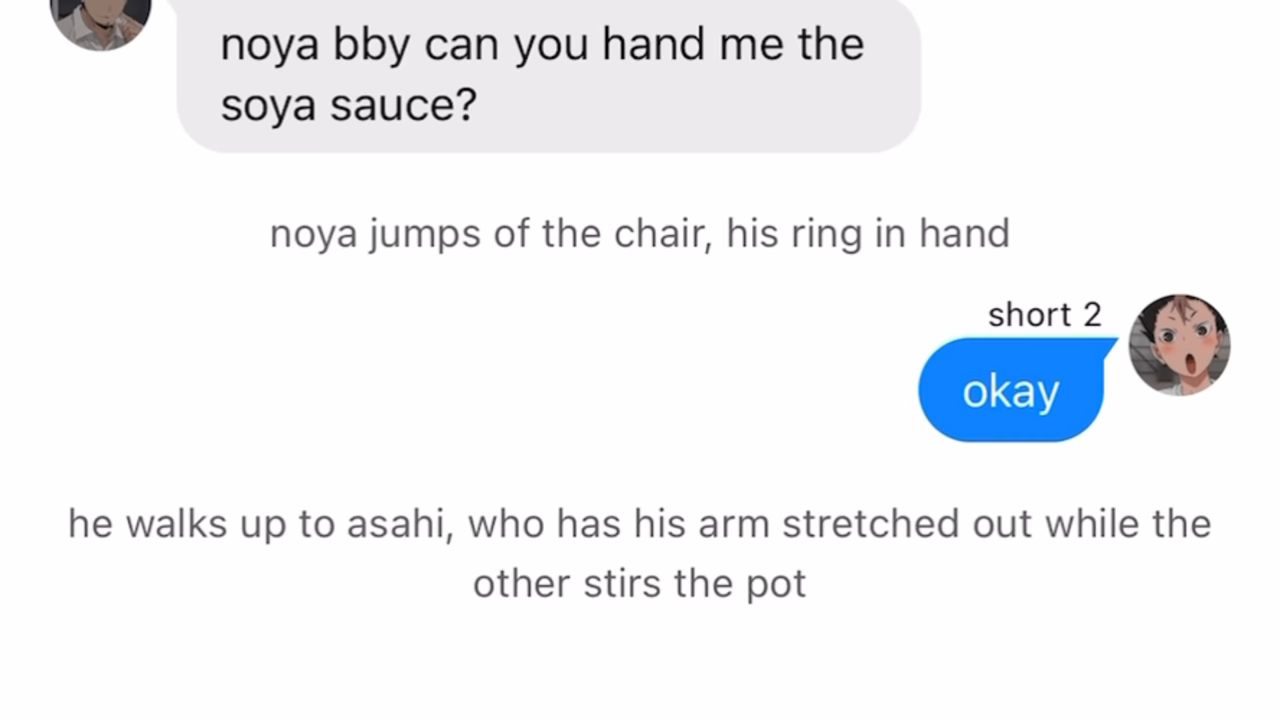 noya bby can you hand me the
soya sauce?
noya jumps of the chair, his ring in hand
short 2
okay
he walks up to asahi, who has his arm stretched out while the
other stirs the pot